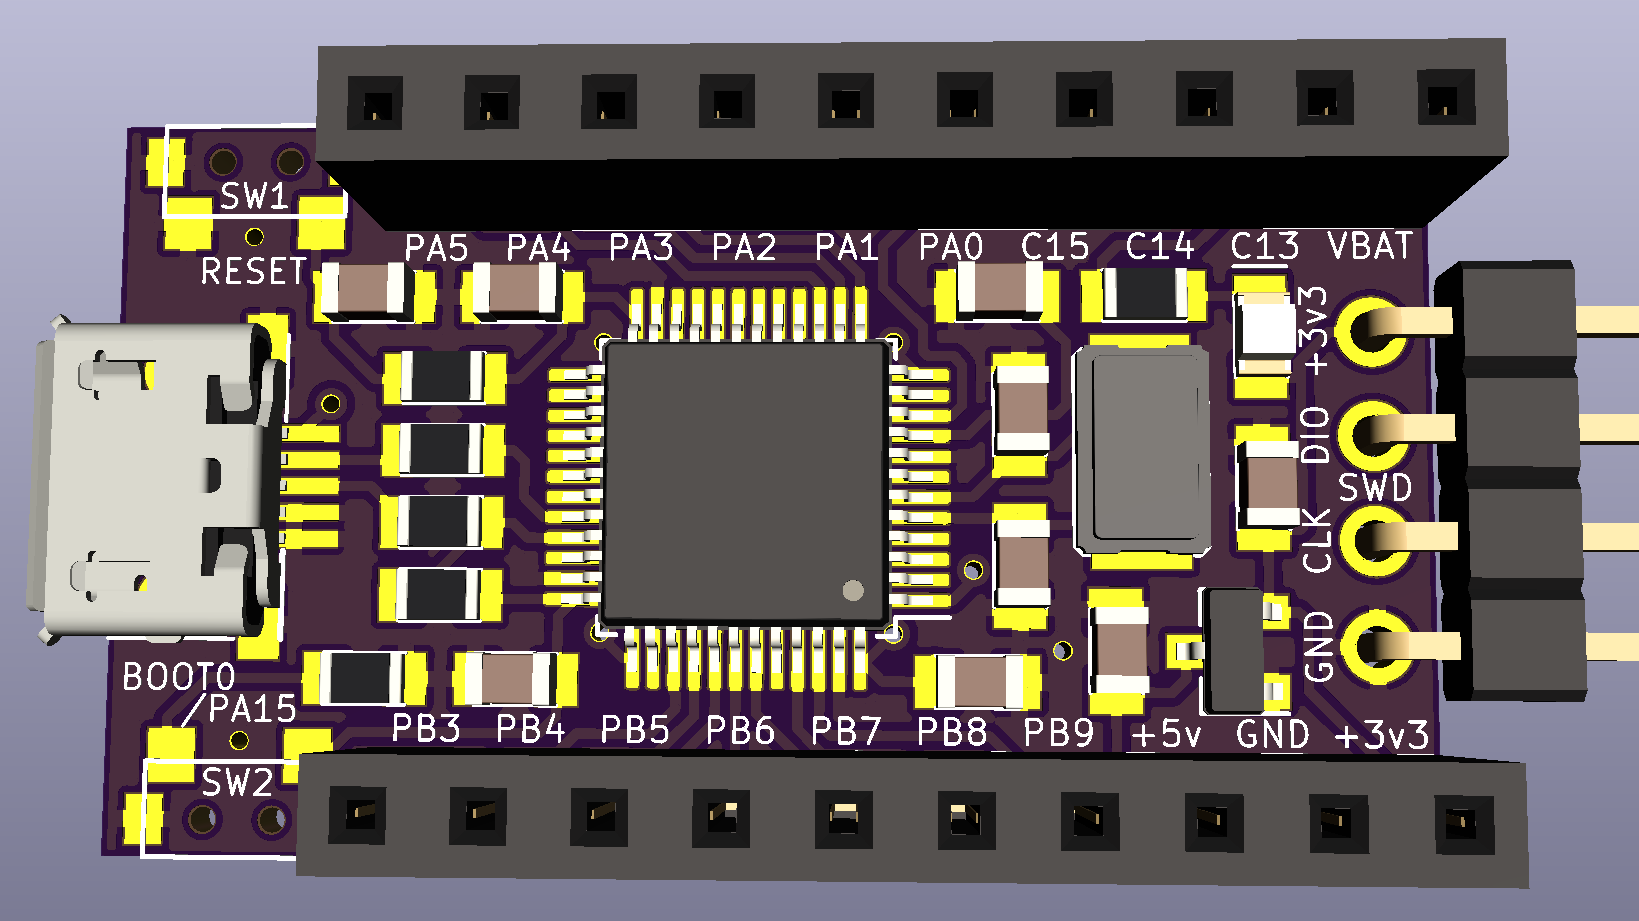 SW1
RESET
PA5 PA4 PA3 PA2 PA1 PA0 C15 C14 C13 VBAT
+3v3
DIO
SWD
CLK
GND
BOOT0
/PA15
PB3 PB4 PB5 PB6 PB7 PB8 PB9 +5v GND +3v3
SW2